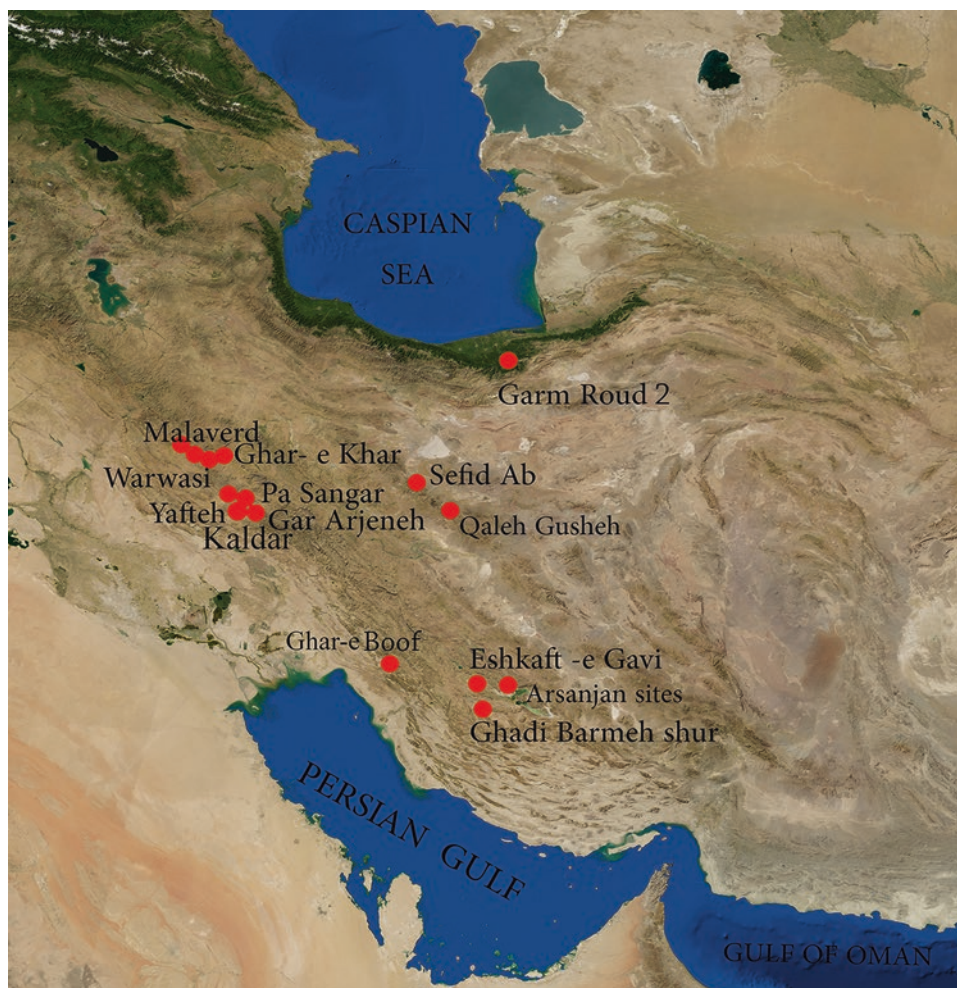 CASPIAN
SEA
Garm Roud 2
Malaverd
Ghar- e Khar
Warwasi
Sefid Ab
Pa Sangar
Yafteh
Gar Arjeneh
Qaleh Gusheh
Kaldar
Ghar-e Boof
Eshkaft -e Gavi
Arsanjan sites
Ghadi Barmeh shur
PERSIAN GULF
GULF OF OMAN